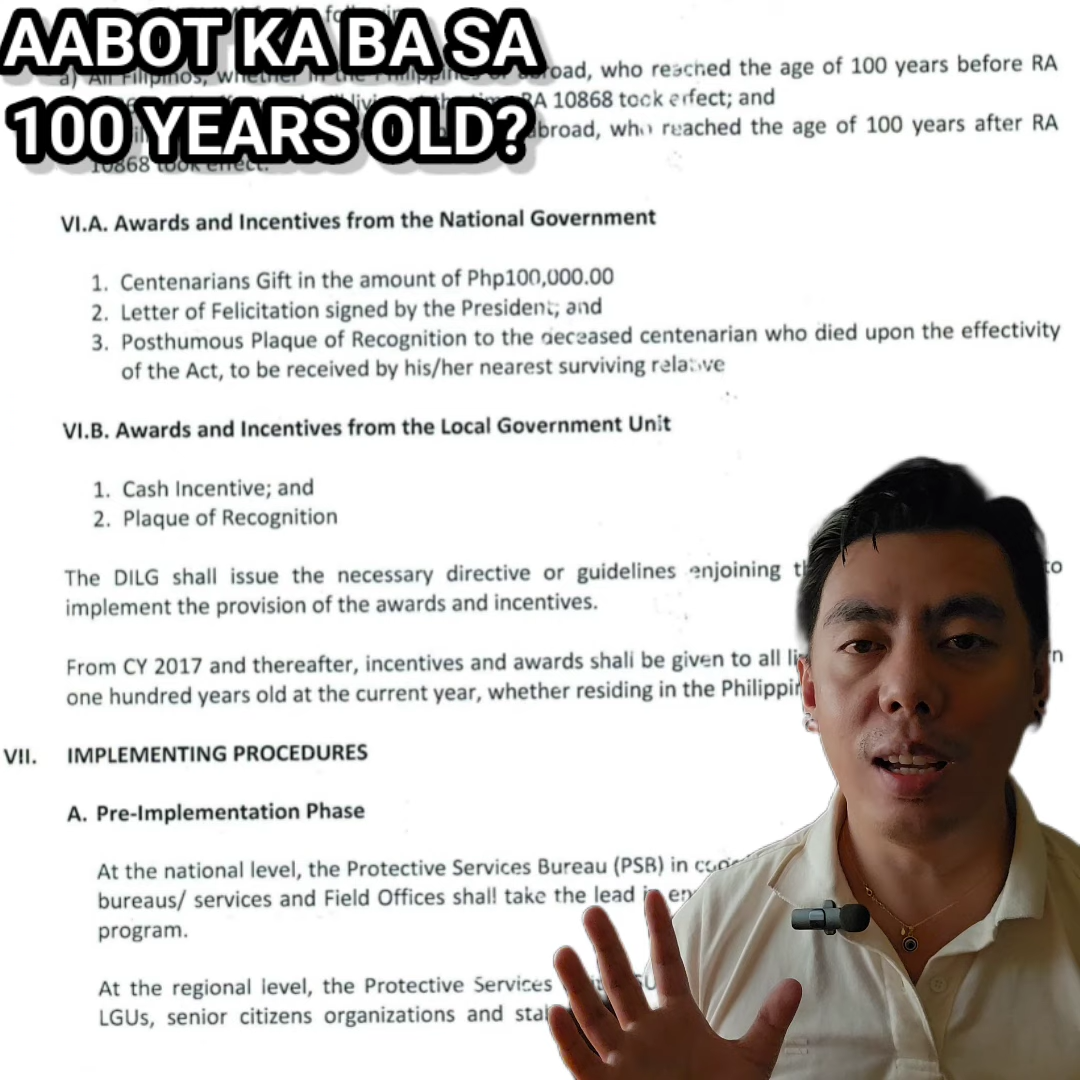 AABOT KA BA SA
100 YEARS OLD?
a) All Filipinos, whether in the Philippines or abroad, who reached the age of 100 years before RA
RA 10868 took effect; and
abroad, who reached the age of 100 years after RA
10868 took effect.
VI.A. Awards and Incentives from the National Government
1. Centenarians Gift in the amount of Php100,000.00
2. Letter of Felicitation signed by the President; and
3. Posthumous Plaque of Recognition to the deceased centenarian who died upon the effectivity
of the Act, to be received by his/her nearest surviving relative
VI.B. Awards and Incentives from the Local Government Unit
1. Cash Incentive; and
2. Plaque of Recognition
The DILG shall issue the necessary directive or guidelines enjoining to
implement the provision of the awards and incentives.
From CY 2017 and thereafter, incentives and awards shall be given to all
one hundred years old at the current year, whether residing in the
VII. IMPLEMENTING PROCEDURES
A. Pre-Implementation Phase
At the national level, the Protective Services Bureau (PSB) in
bureaus/ services and Field Offices shall take the lead
program.
At the regional level, the Protective Services
LGUs, senior citizens organizations and